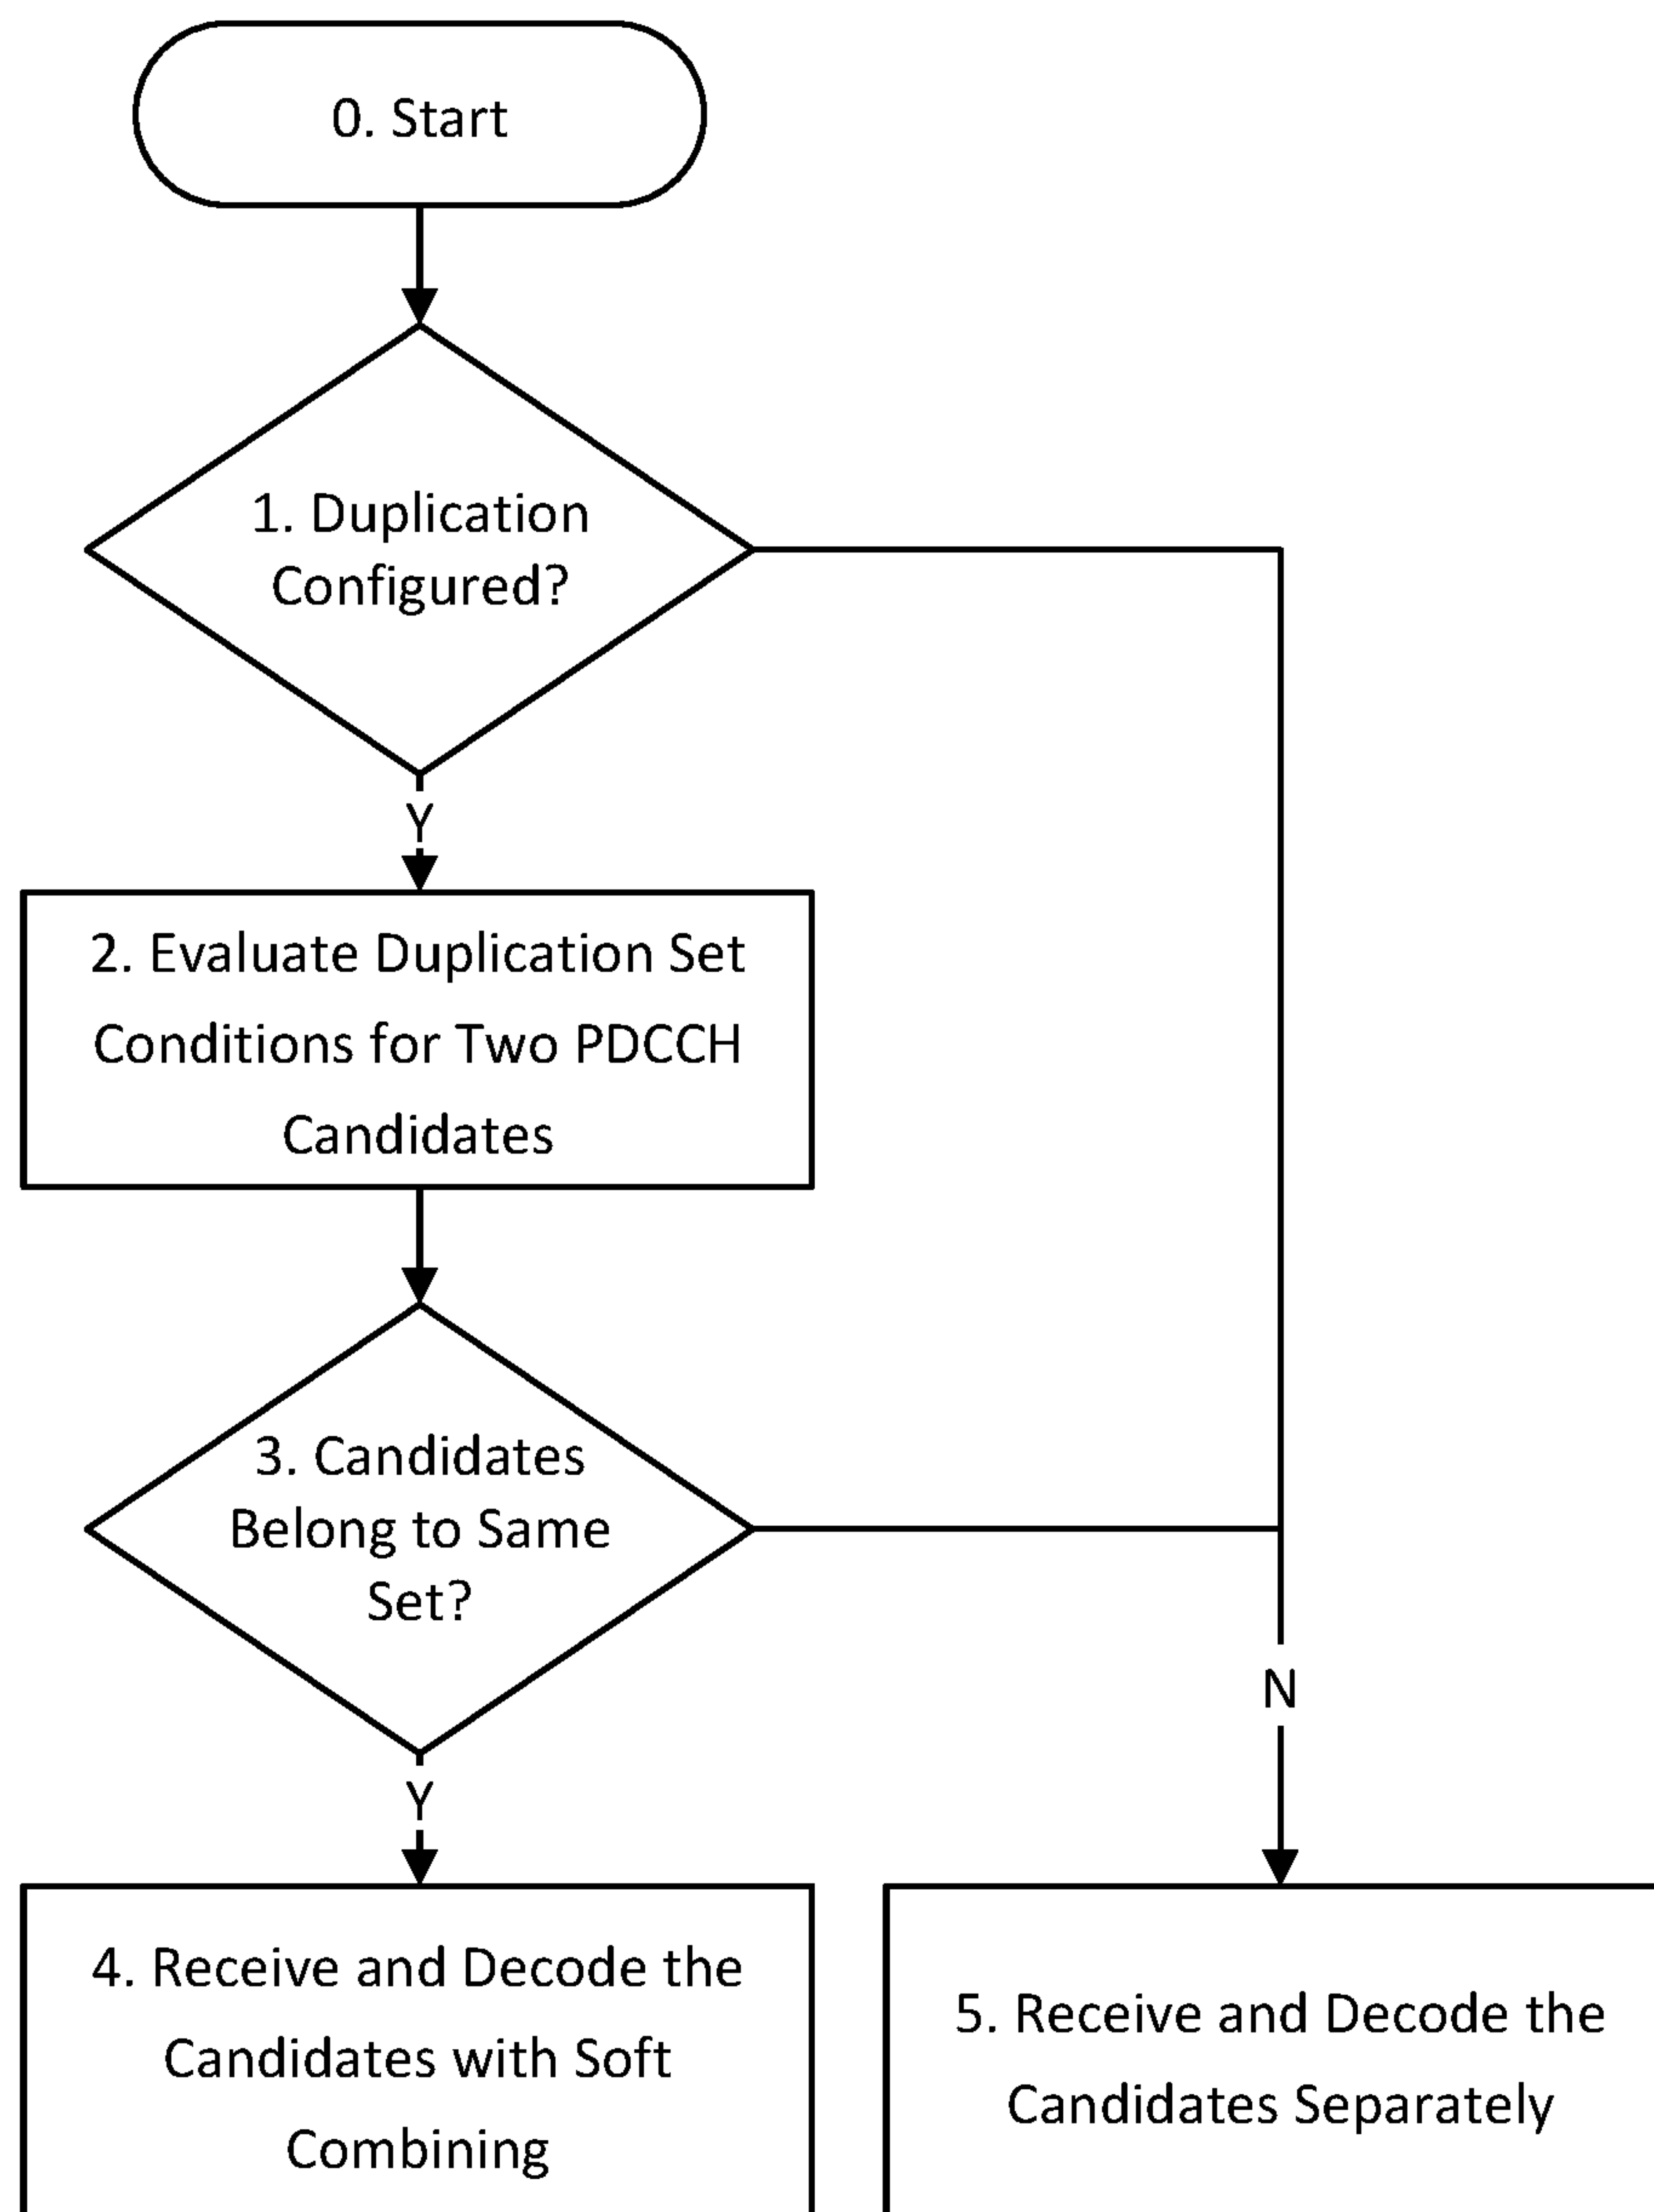 0. Start
1. Duplication
Configured?
Y
2. Evaluate Duplication Set
Conditions for Two PDCCH
Candidates
3. Candidates
Belong to Same
Set?
N
Y
4. Receive and Decode the
Candidates with Soft
Combining
5. Receive and Decode the
Candidates Separately